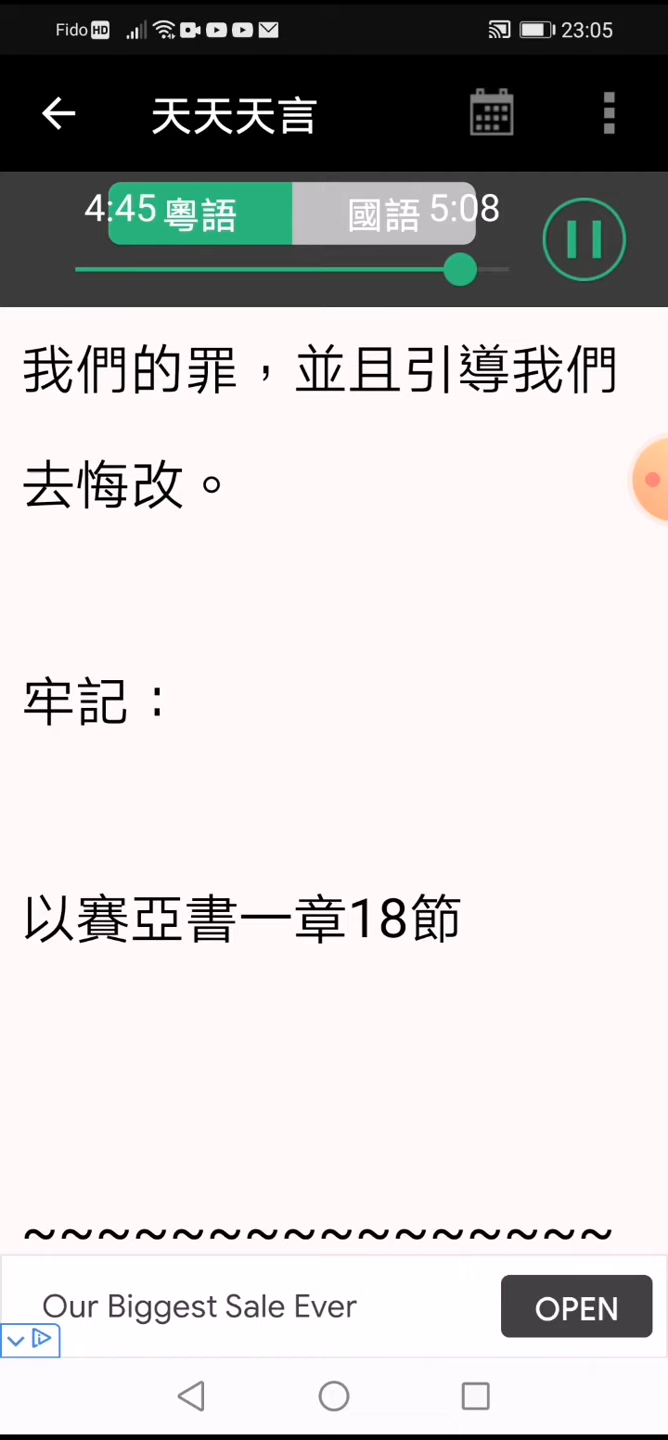 Fido HD 23:05
天天天言
4:45 粵語 國語 5:08
我們的罪，並且引導我們
去悔改。
牢記：
以賽亞書一章18節
~~~~~~~~~~~~~~~~
Our Biggest Sale Ever
OPEN